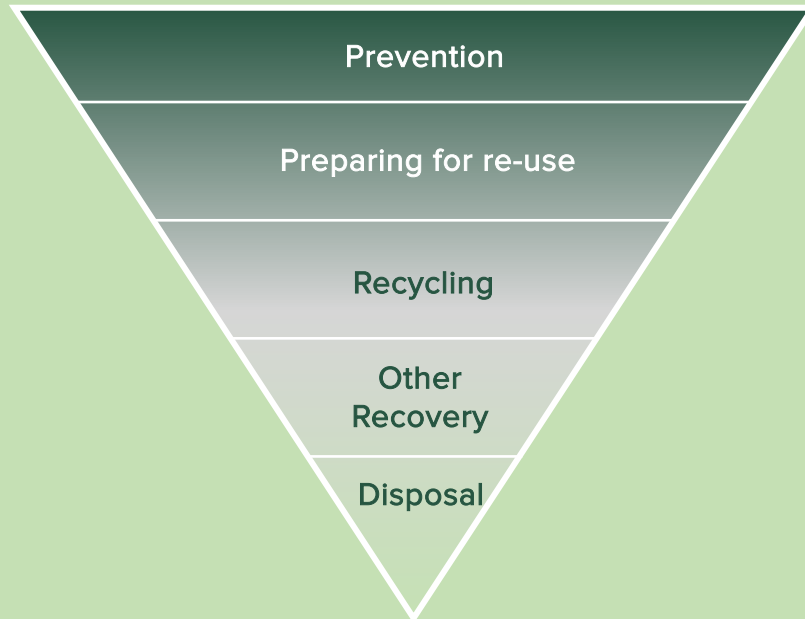 Prevention
Preparing for re-use
Recycling
Other
Recovery
Disposal